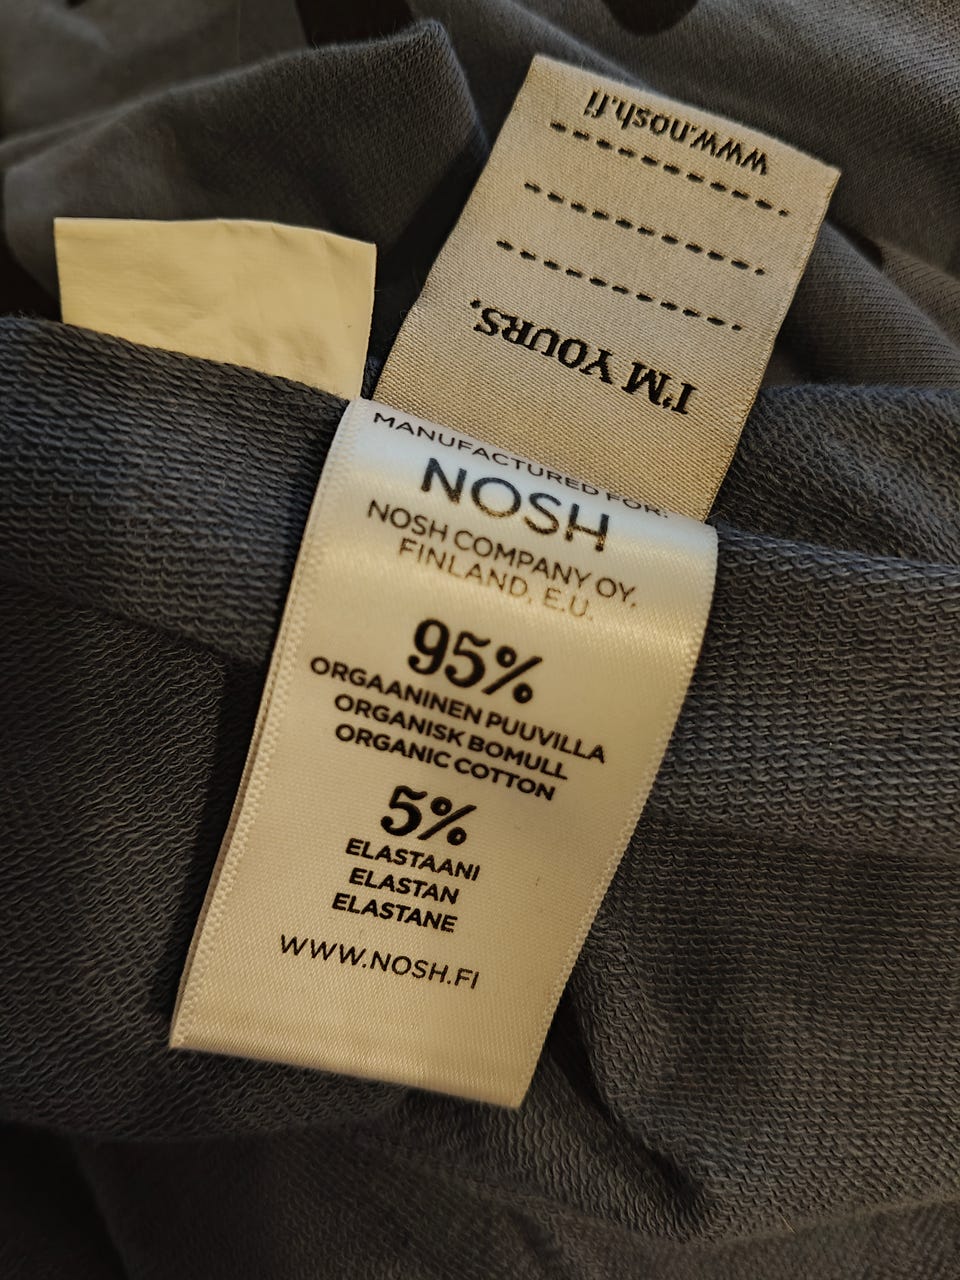 www.nosh.fi
I'M YOURS,
MANUFACTURED FOR:
NOSH
NOSH COMPANY OY,
FINLAND, E.U.
95%
ORGAANINEN PUUVILLA
ORGANISK BOMULL
ORGANIC COTTON
5%
ELASTAANI
ELASTAN
ELASTANE
WWW.NOSH.FI